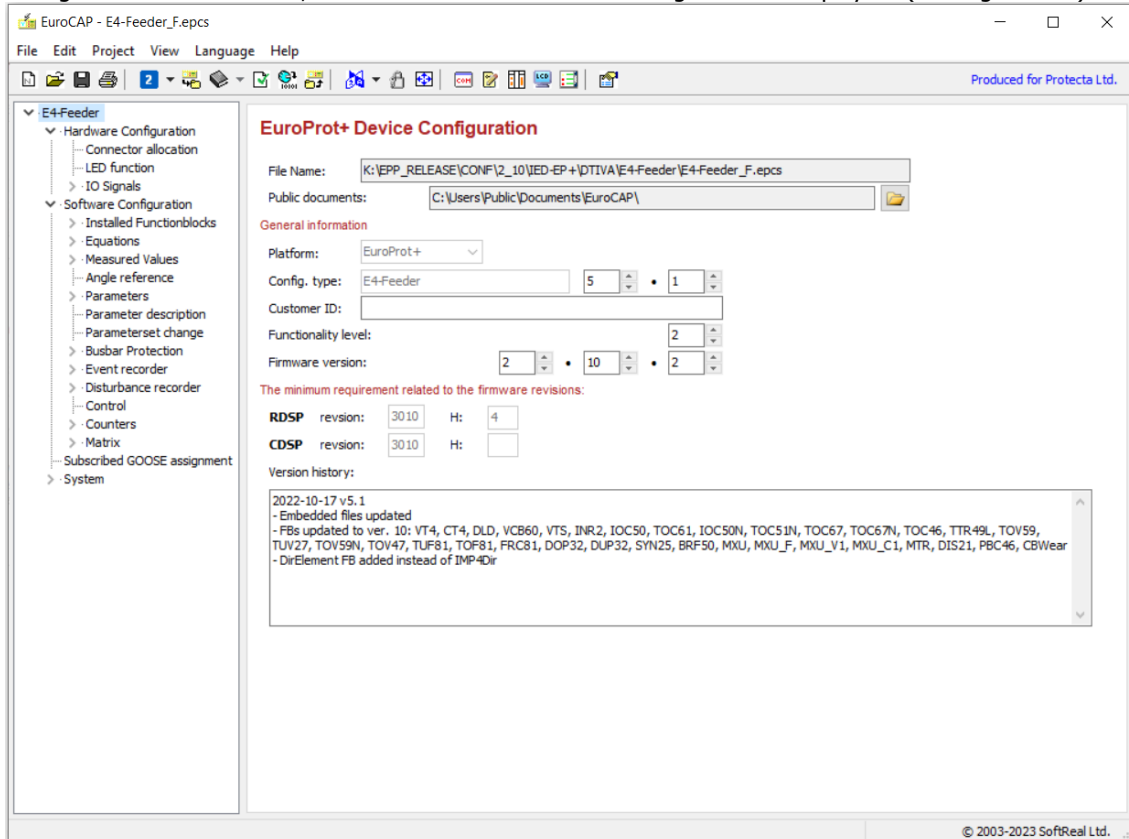 EuroCAP - E4-Feeder_F.epcs
File Edit Project View Language Help
2
COM
LCD
Produced for Protecta Ltd.
E4-Feeder
Hardware Configuration
Connector allocation
LED function
IO Signals
Software Configuration
Installed Functionblocks
Equations
Measured Values
Angle reference
Parameters
Parameter description
Parameterset change
Busbar Protection
Event recorder
Disturbance recorder
Control
Counters
Matrix
Subscribed GOOSE assignment
System
EuroProt+ Device Configuration
File Name: K:\EPP_RELEASE\CONF\2_10\IED-EP+\DTIVA\E4-Feeder\E4-Feeder_F.epcs
Public documents: C:\Users\Public\Documents\EuroCAP\
General information
Platform: EuroProt+
Config. type: E4-Feeder 5 • 1
Customer ID:
Functionality level: 2
Firmware version: 2 • 10 • 2
The minimum requirement related to the firmware revisions:
RDSP revsion: 3010 H: 4
CDSP revsion: 3010 H:
Version history:
2022-10-17 v5.1
- Embedded files updated
- FBs updated to ver. 10: VT4, CT4, DLD, VCB60, VTS, INR2, IOC50, TOC61, IOC50N, TOC51N, TOC67, TOC67N, TOC46, TTR49L, TOV59,
TUV27, TOV59N, TOV47, TUF81, TOF81, FRC81, DOP32, DUP32, SYN25, BRF50, MXU, MXU_F, MXU_V1, MXU_C1, MTR, DIS21, PBC46, CBWear
- DirElement FB added instead of IMP4Dir
© 2003-2023 SoftReal Ltd.